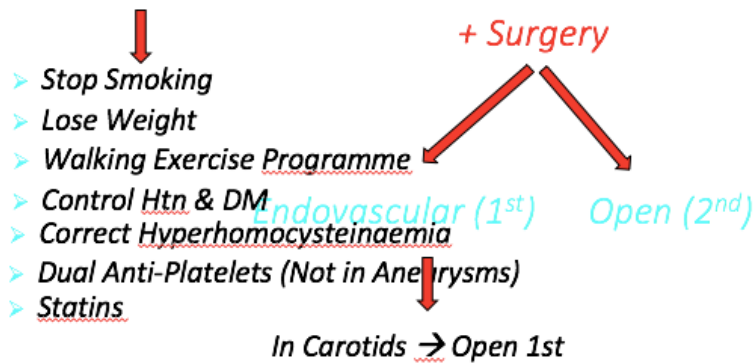 + Surgery
➢ Stop Smoking
➢ Lose Weight
➢ Walking Exercise Programme
➢ Control Htn & DM
Endovascular (1st) Open (2nd)
➢ Correct Hyperhomocysteinaemia
➢ Dual Anti-Platelets (Not in Aneurysms)
➢ Statins
In Carotids → Open 1st